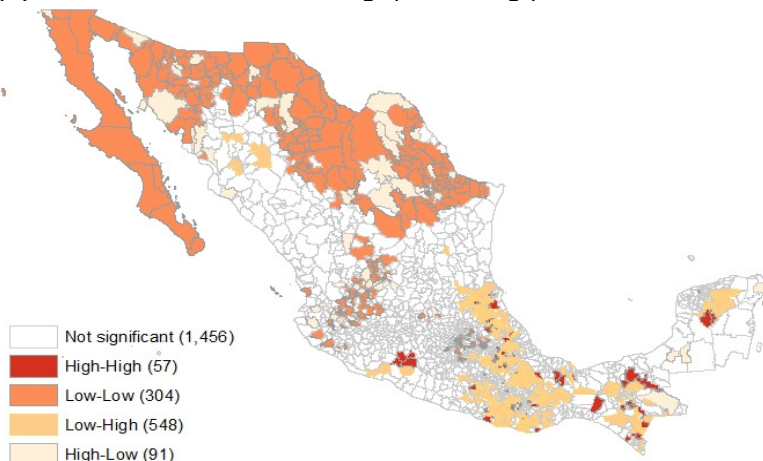 Not significant (1,456)
High-High (57)
Low-Low (304)
Low-High (548)
High-Low (91)